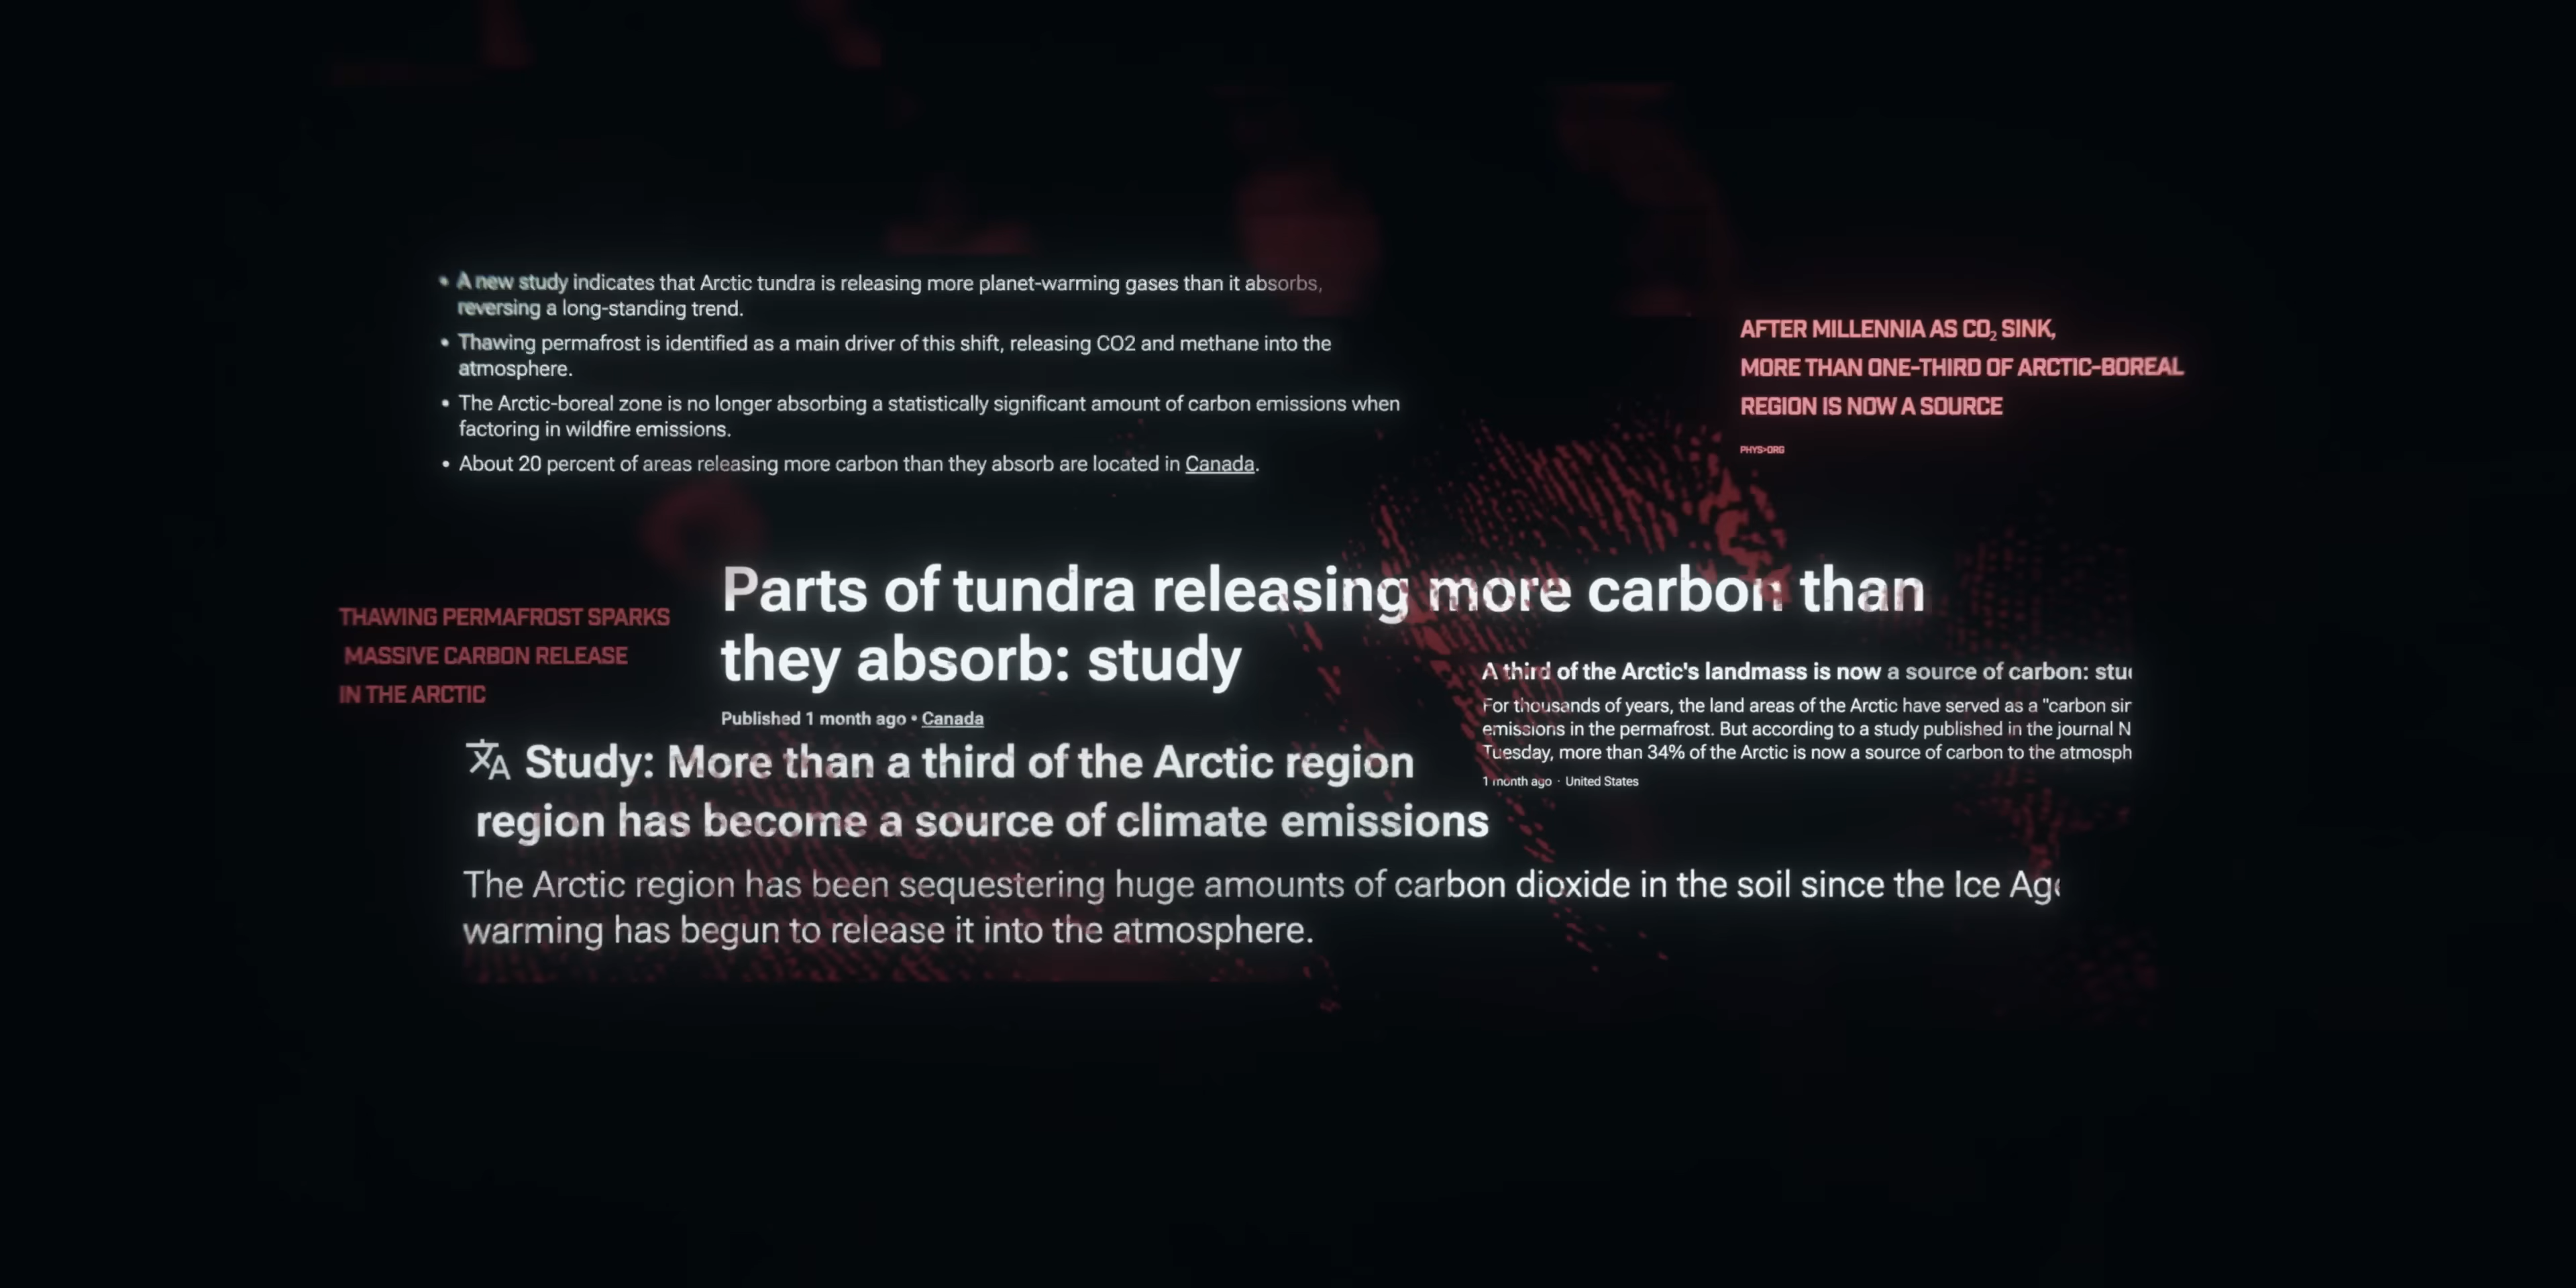 • A new study indicates that Arctic tundra is releasing more planet-warming gases than it absorbs,
reversing a long-standing trend.
• Thawing permafrost is identified as a main driver of this shift, releasing CO2 and methane into the
atmosphere.
• The Arctic-boreal zone is no longer absorbing a statistically significant amount of carbon emissions when
factoring in wildfire emissions.
• About 20 percent of areas releasing more carbon than they absorb are located in Canada.
AFTER MILLENNIA AS CO₂ SINK,
MORE THAN ONE-THIRD OF ARCTIC-BOREAL
REGION IS NOW A SOURCE
PHYS>ORG
THAWING PERMAFROST SPARKS
MASSIVE CARBON RELEASE
IN THE ARCTIC
Parts of tundra releasing more carbon than
they absorb: study
Published 1 month ago • Canada
A third of the Arctic's landmass is now a source of carbon: stu
For thousands of years, the land areas of the Arctic have served as a "carbon sin
emissions in the permafrost. But according to a study published in the journal N
Tuesday, more than 34% of the Arctic is now a source of carbon to the atmosph
1 month ago · United States
文A Study: More than a third of the Arctic region
region has become a source of climate emissions
The Arctic region has been sequestering huge amounts of carbon dioxide in the soil since the Ice Age
warming has begun to release it into the atmosphere.